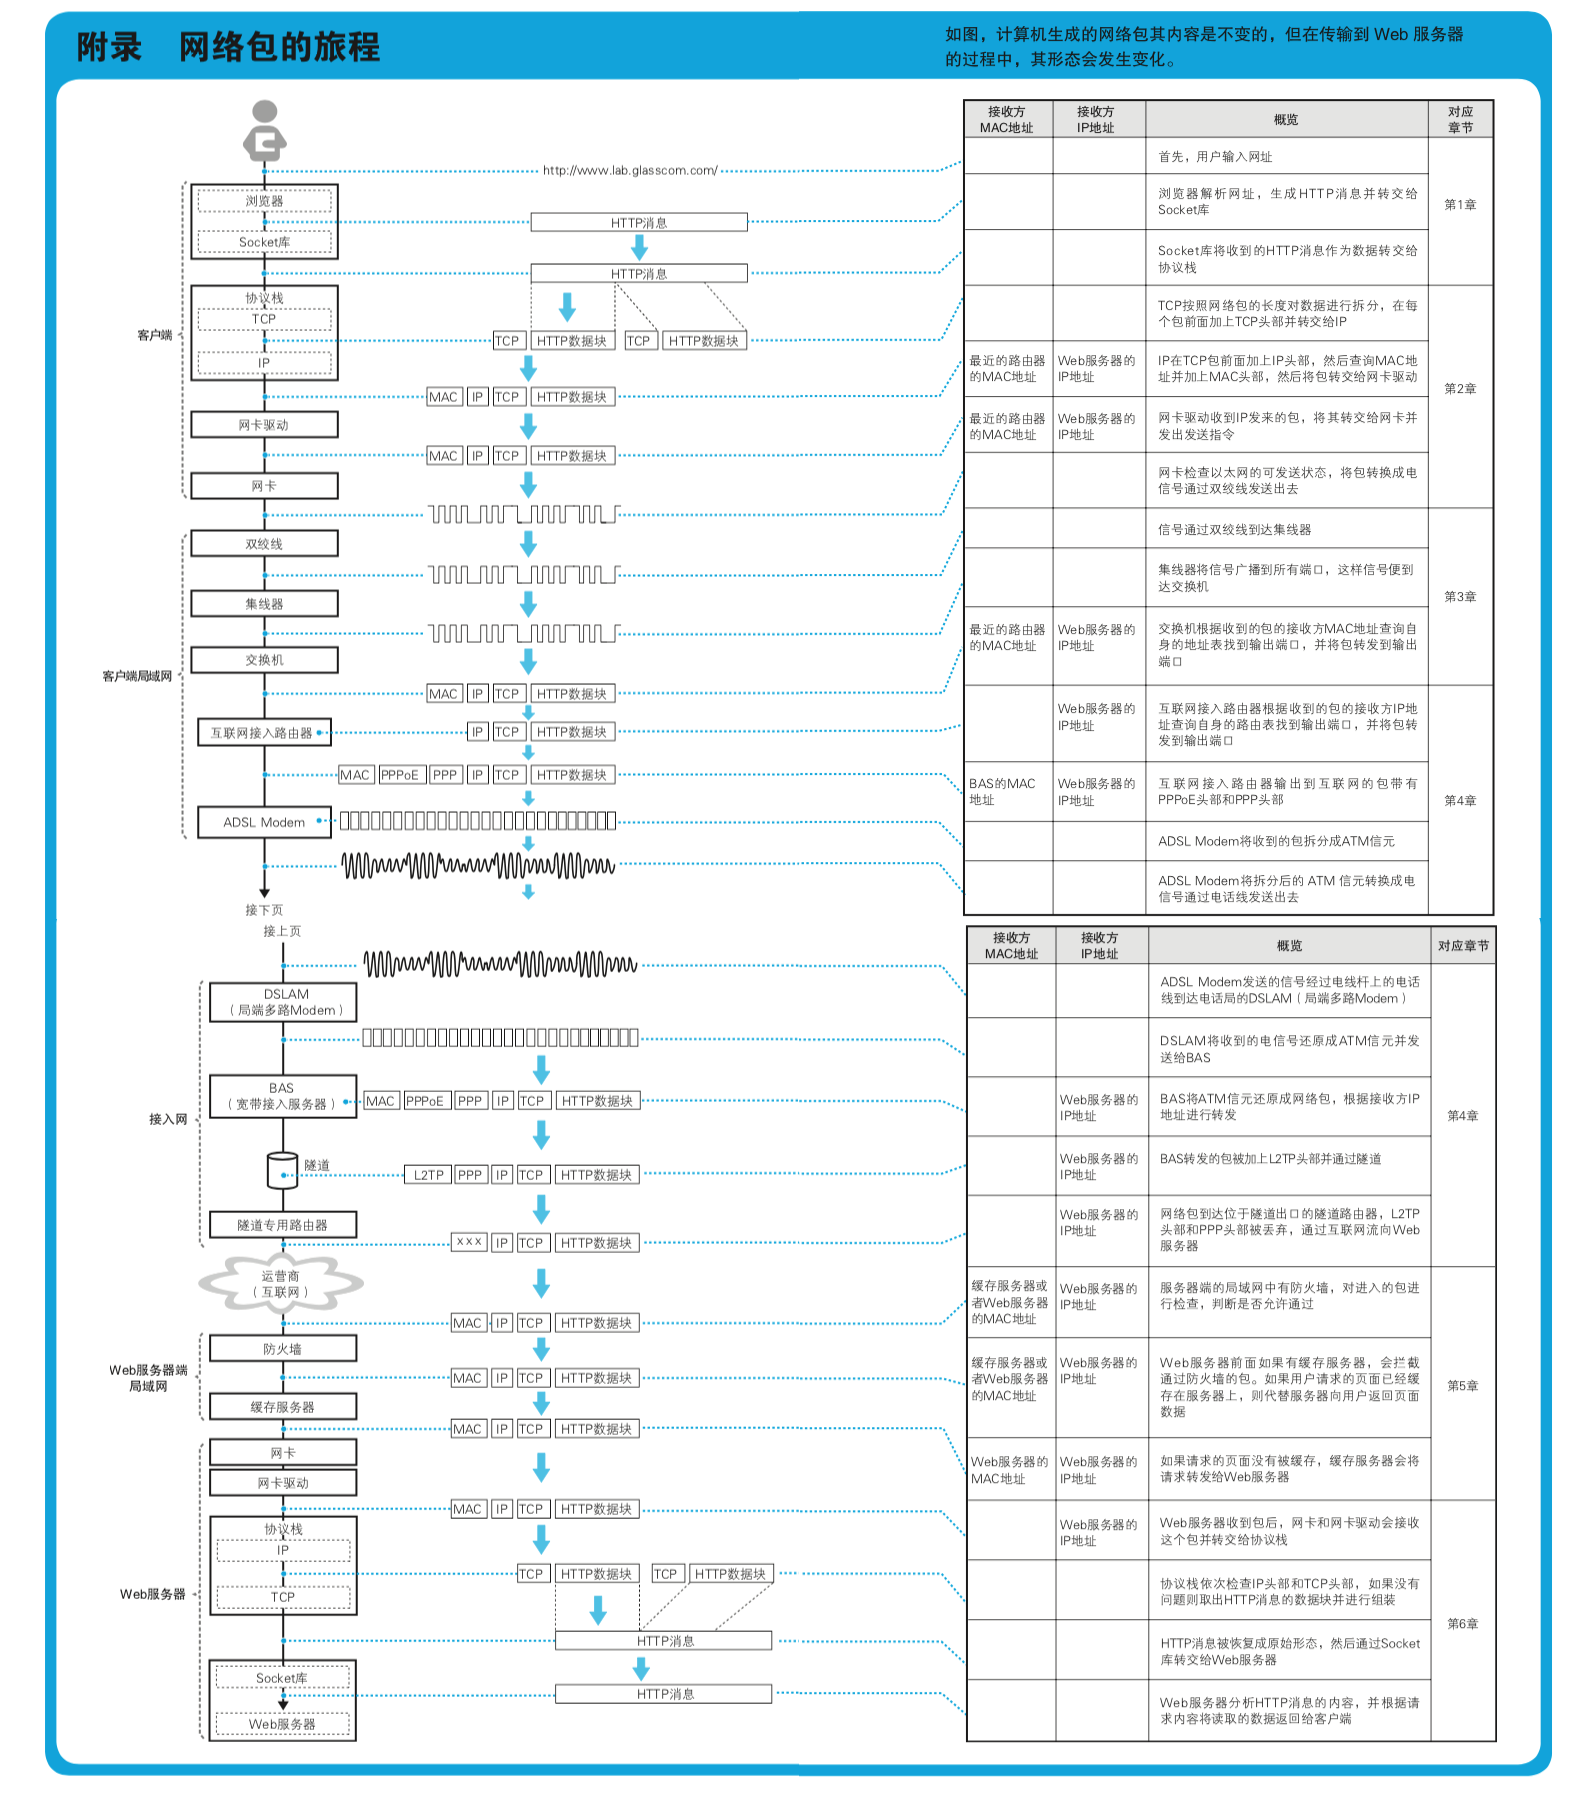 附录　网络包的旅程
如图，计算机生成的网络包其内容是不变的，但在传输到 Web 服务器
的过程中，其形态会发生变化。
接收方
MAC地址
接收方
IP地址
概览
对应
章节
http://www.lab.glasscom.com/
首先，用户输入网址
客户端
浏览器
Socket库
HTTP消息
浏览器解析网址，生成HTTP消息并转交给
Socket库
第1章
HTTP消息
Socket库将收到的HTTP消息作为数据转交给
协议栈
协议栈
TCP
IP
TCP
HTTP数据块
TCP
HTTP数据块
TCP按照网络包的长度对数据进行拆分，在每
个包前面加上TCP头部并转交给IP
MAC
IP
TCP
HTTP数据块
最近的路由器
的MAC地址
Web服务器的
IP地址
IP在TCP包前面加上IP头部，然后查询MAC地
址并加上MAC头部，然后将包转交给网卡驱动
第2章
网卡驱动
MAC
IP
TCP
HTTP数据块
最近的路由器
的MAC地址
Web服务器的
IP地址
网卡驱动收到IP发来的包，将其转交给网卡并
发出发送指令
网卡
网卡检查以太网的可发送状态，将包转换成电
信号通过双绞线发送出去
客户端局域网
双绞线
信号通过双绞线到达集线器
集线器
集线器将信号广播到所有端口，这样信号便到
达交换机
第3章
交换机
MAC
IP
TCP
HTTP数据块
最近的路由器
的MAC地址
Web服务器的
IP地址
交换机根据收到的包的接收方MAC地址查询自
身的地址表找到输出端口，并将包转发到输出
端口
互联网接入路由器
IP
TCP
HTTP数据块
Web服务器的
IP地址
互联网接入路由器根据收到的包的接收方IP地
址查询自身的路由表找到输出端口，并将包转
发到输出端口
MAC
PPPoE
PPP
IP
TCP
HTTP数据块
BAS的MAC
地址
Web服务器的
IP地址
互联网接入路由器输出到互联网的包带有
PPPoE头部和PPP头部
第4章
ADSL Modem
ADSL Modem将收到的包拆分成ATM信元
ADSL Modem将拆分后的 ATM 信元转换成电
信号通过电话线发送出去
接下页
接上页
接收方
MAC地址
接收方
IP地址
概览
对应章节
ADSL Modem发送的信号经过电线杆上的电话
线到达电话局的DSLAM（局端多路Modem）
接入网
DSLAM
（局端多路Modem）
DSLAM将收到的电信号还原成ATM信元并发
送给BAS
BAS
（宽带接入服务器）
MAC
PPPoE
PPP
IP
TCP
HTTP数据块
Web服务器的
IP地址
BAS将ATM信元还原成网络包，根据接收方IP
地址进行转发
第4章
隧道
L2TP
PPP
IP
TCP
HTTP数据块
Web服务器的
IP地址
BAS转发的包被加上L2TP头部并通过隧道
隧道专用路由器
xxx
IP
TCP
HTTP数据块
Web服务器的
IP地址
网络包到达位于隧道出口的隧道路由器，L2TP
头部和PPP头部被丢弃，通过互联网流向Web
服务器
运营商
（互联网）
MAC
IP
TCP
HTTP数据块
缓存服务器或
者Web服务器
的MAC地址
Web服务器的
IP地址
服务器端的局域网中有防火墙，对进入的包进
行检查，判断是否允许通过
Web服务器端
局域网
防火墙
MAC
IP
TCP
HTTP数据块
缓存服务器或
者Web服务器
的MAC地址
Web服务器的
IP地址
Web服务器前面如果有缓存服务器，会拦截
通过防火墙的包。如果用户请求的页面已经缓
存在服务器上，则代替服务器向用户返回页面
数据
第5章
缓存服务器
MAC
IP
TCP
HTTP数据块
Web服务器的
MAC地址
Web服务器的
IP地址
如果请求的页面没有被缓存，缓存服务器会将
请求转发给Web服务器
Web服务器
网卡
网卡驱动
MAC
IP
TCP
HTTP数据块
Web服务器的
IP地址
Web服务器收到包后，网卡和网卡驱动会接收
这个包并转交给协议栈
协议栈
IP
TCP
TCP
HTTP数据块
TCP
HTTP数据块
协议栈依次检查IP头部和TCP头部，如果没有
问题则取出HTTP消息的数据块并进行组装
第6章
HTTP消息
HTTP消息被恢复成原始形态，然后通过Socket
库转交给Web服务器
Socket库
HTTP消息
Web服务器
Web服务器分析HTTP消息的内容，并根据请
求内容将读取的数据返回给客户端